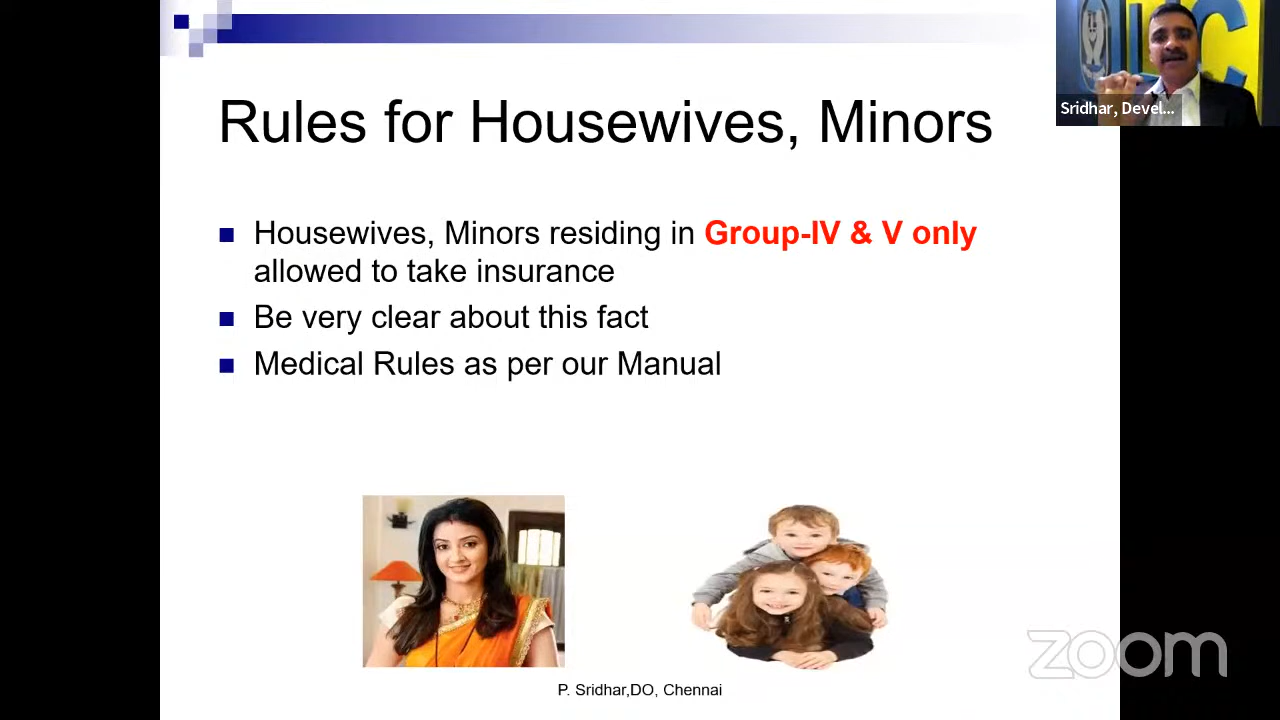 Rules for Housewives, Minors
Housewives, Minors residing in Group-IV & V only
allowed to take insurance
Be very clear about this fact
Medical Rules as per our Manual
P. Sridhar,DO, Chennai
Sridhar, Devel...
LIC
zoom